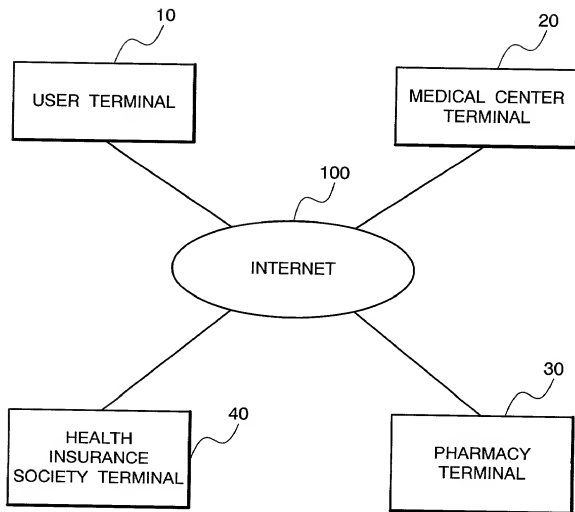 10
USER TERMINAL
20
MEDICAL CENTER
TERMINAL
100
INTERNET
40
HEALTH
INSURANCE
SOCIETY TERMINAL
30
PHARMACY
TERMINAL